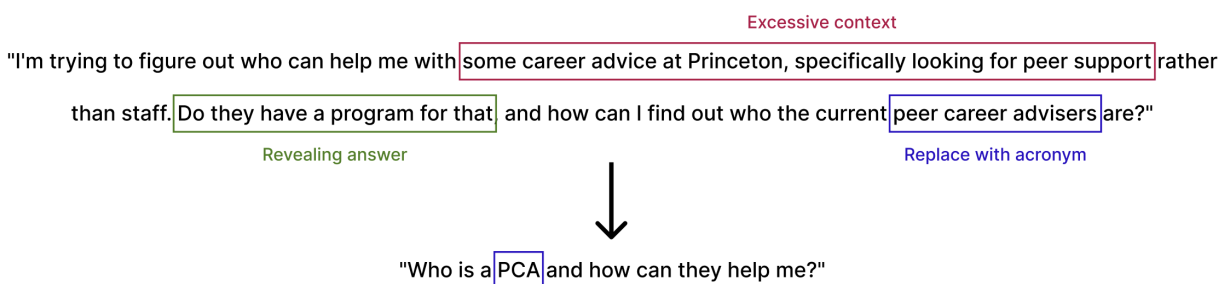 Excessive context
"I'm trying to figure out who can help me with some career advice at Princeton, specifically looking for peer support rather
than staff. Do they have a program for that, and how can I find out who the current peer career advisers are?"
Revealing answer
Replace with acronym
"Who is a PCA and how can they help me?"